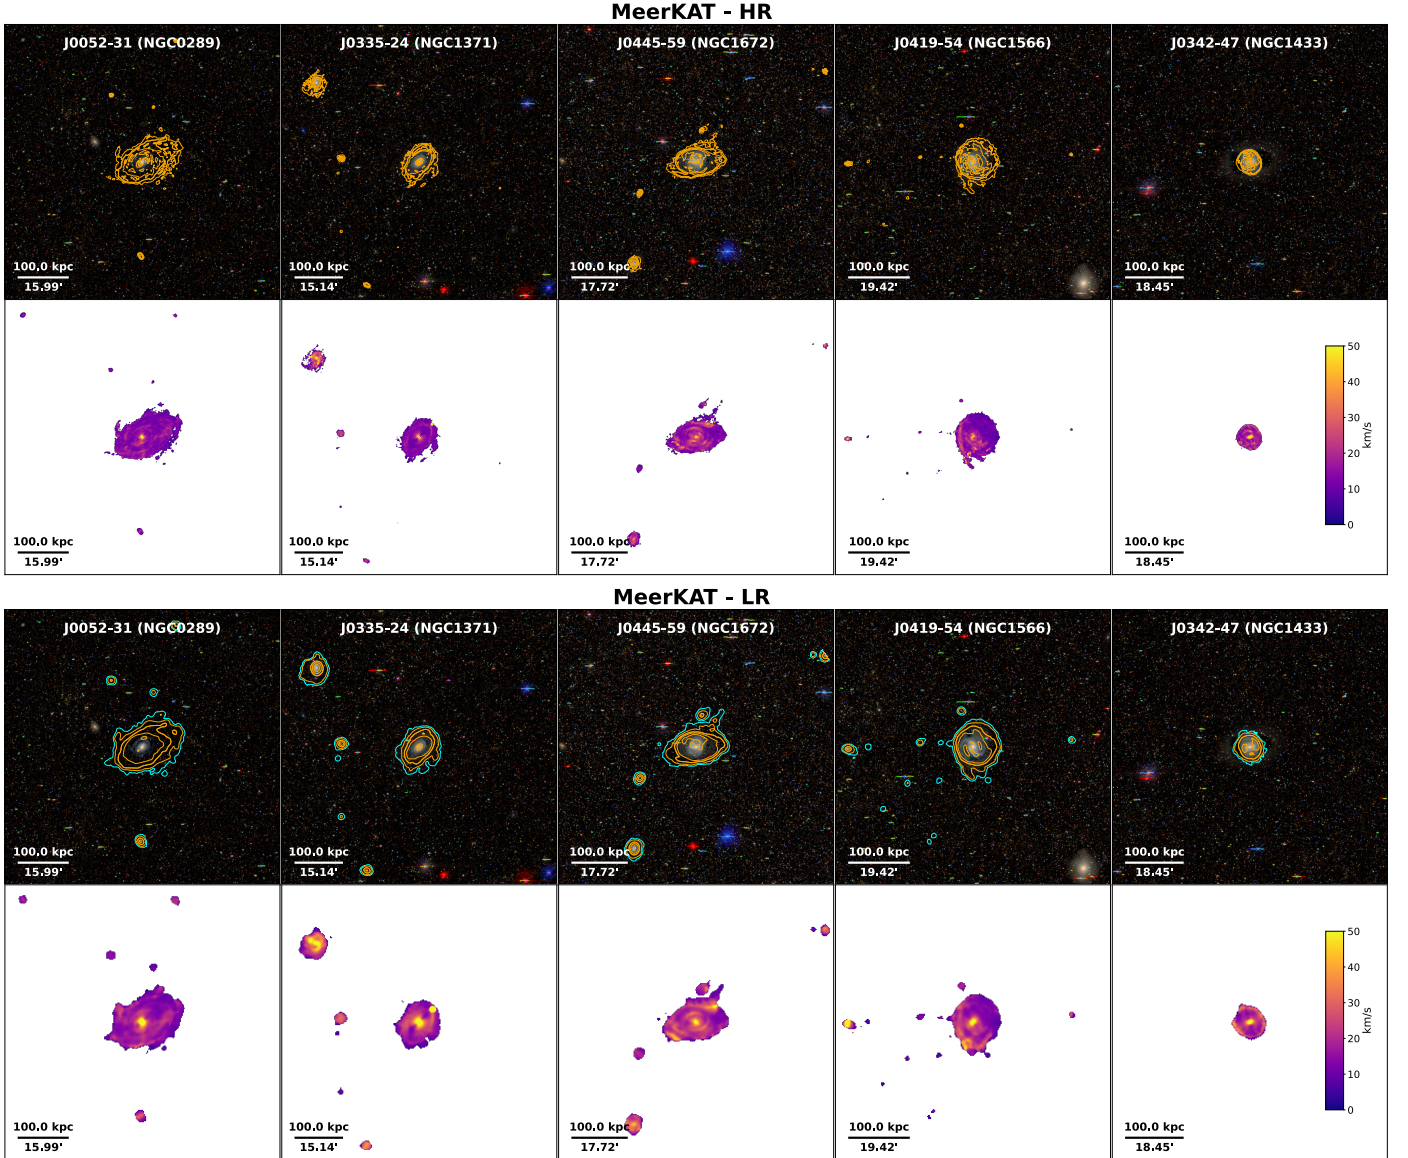 MeerKAT - HR
J0052-31 (NGC0289)
J0335-24 (NGC1371)
J0445-59 (NGC1672)
J0419-54 (NGC1566)
J0342-47 (NGC1433)
100.0 kpc
15.99'
100.0 kpc
15.14'
100.0 kpc
17.72'
100.0 kpc
19.42'
100.0 kpc
18.45'
50
40
30
20
10
0
km/s
100.0 kpc
15.99'
100.0 kpc
15.14'
100.0 kpc
17.72'
100.0 kpc
19.42'
100.0 kpc
18.45'
MeerKAT - LR
J0052-31 (NGC0289)
J0335-24 (NGC1371)
J0445-59 (NGC1672)
J0419-54 (NGC1566)
J0342-47 (NGC1433)
100.0 kpc
15.99'
100.0 kpc
15.14'
100.0 kpc
17.72'
100.0 kpc
19.42'
100.0 kpc
18.45'
50
40
30
20
10
0
km/s
100.0 kpc
15.99'
100.0 kpc
15.14'
100.0 kpc
17.72'
100.0 kpc
19.42'
100.0 kpc
18.45'